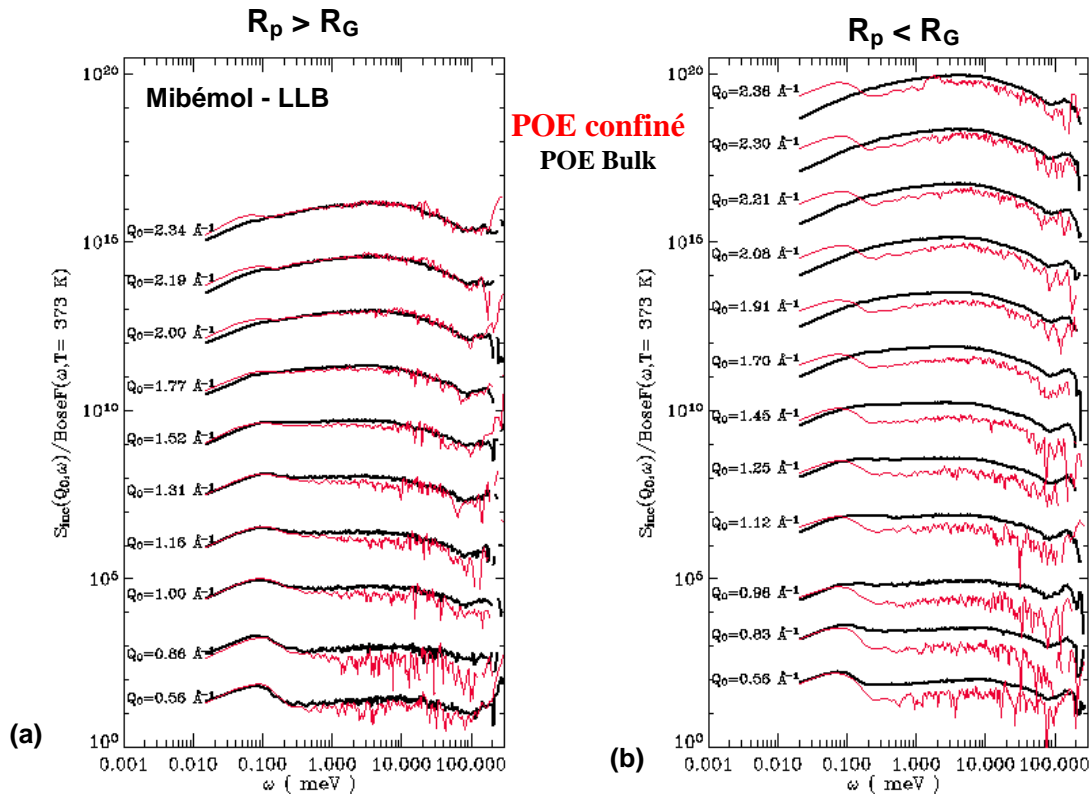 Rp > RG
Rp < RG
Mibémol - LLB
POE confiné
POE Bulk
Sinc(Q0,ω)/BoseF(ω,T= 373 K)
10^20
10^15
10^10
10^5
10^0
Q0=2.34 Å-1
Q0=2.19 Å-1
Q0=2.00 Å-1
Q0=1.77 Å-1
Q0=1.52 Å-1
Q0=1.31 Å-1
Q0=1.16 Å-1
Q0=1.00 Å-1
Q0=0.86 Å-1
Q0=0.56 Å-1
0.001 0.010 0.100 1.000 10.000 100.000
ω ( meV )
(a)
Sinc(Q0,ω)/BoseF(ω,T= 373 K)
10^20
10^15
10^10
10^5
10^0
Q0=2.36 Å-1
Q0=2.30 Å-1
Q0=2.21 Å-1
Q0=2.08 Å-1
Q0=1.91 Å-1
Q0=1.70 Å-1
Q0=1.45 Å-1
Q0=1.25 Å-1
Q0=1.12 Å-1
Q0=0.96 Å-1
Q0=0.83 Å-1
Q0=0.56 Å-1
0.001 0.010 0.100 1.000 10.000 100.000
ω ( meV )
(b)